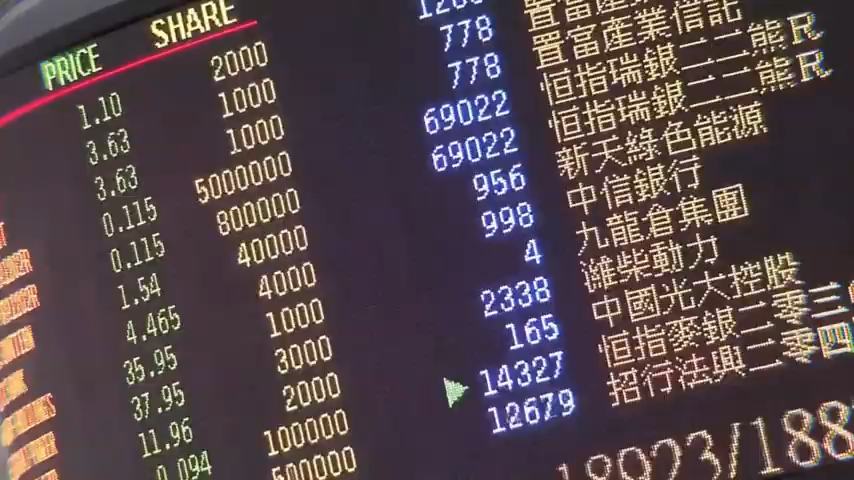 PRICE SHARE
1.10 2000
3.63 1000 778 置富產業信託
3.63 1000 778 置富產業信託
0.115 5000000 69022 恒指瑞銀二二熊R
0.115 800000 69022 恒指瑞銀二二熊R
1.54 40000 956 新天綠色能源
4.465 4000 998 中信銀行
35.95 1000 4 九龍倉集團
37.95 3000 2338 濰柴動力
11.96 2000 165 中國光大控股
0.094 100000 14327 恒指麥銀二零三
500000 12679 招行法興二零四
18923/188